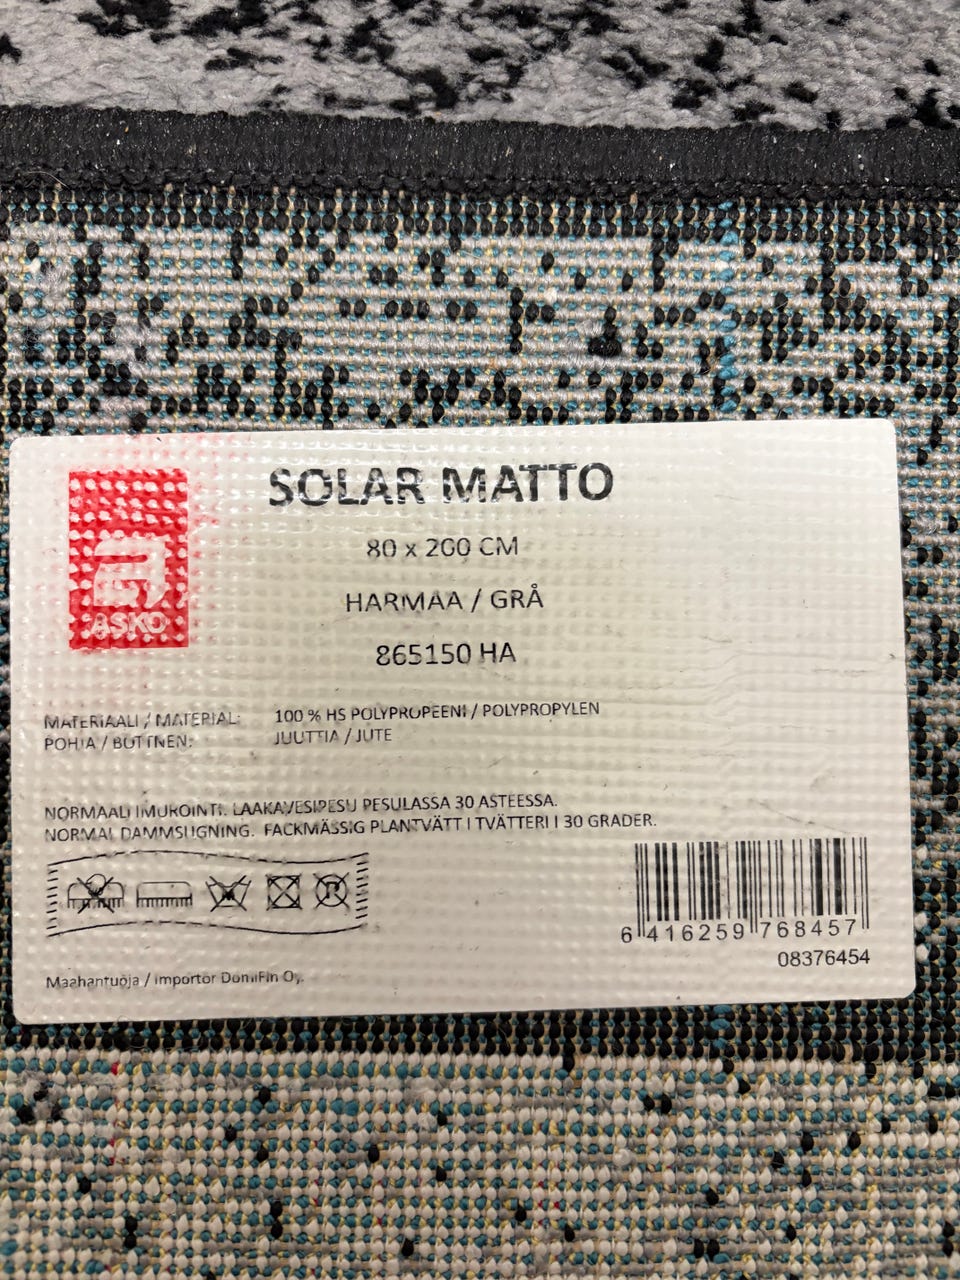 SOLAR MATTO
80 x 200 CM
HARMAA / GRÅ
865150 HA
ASKO
MATERIAALI / MATERIAL: 100 % HS POLYPROPEENI / POLYPROPYLEN
POHJA / BOTTNEN: JUUTTIA / JUTE
NORMAALI IMUROINTI. LAAKAVESIPESU PESULASSA 30 ASTEESSA.
NORMAL DAMMSUGNING. FACKMÄSSIG PLANTVÄTT I TVÄTTERI I 30 GRADER.
P
6 416259 768457
08376454
Maahantuoja / Importör DomiFin Oy.